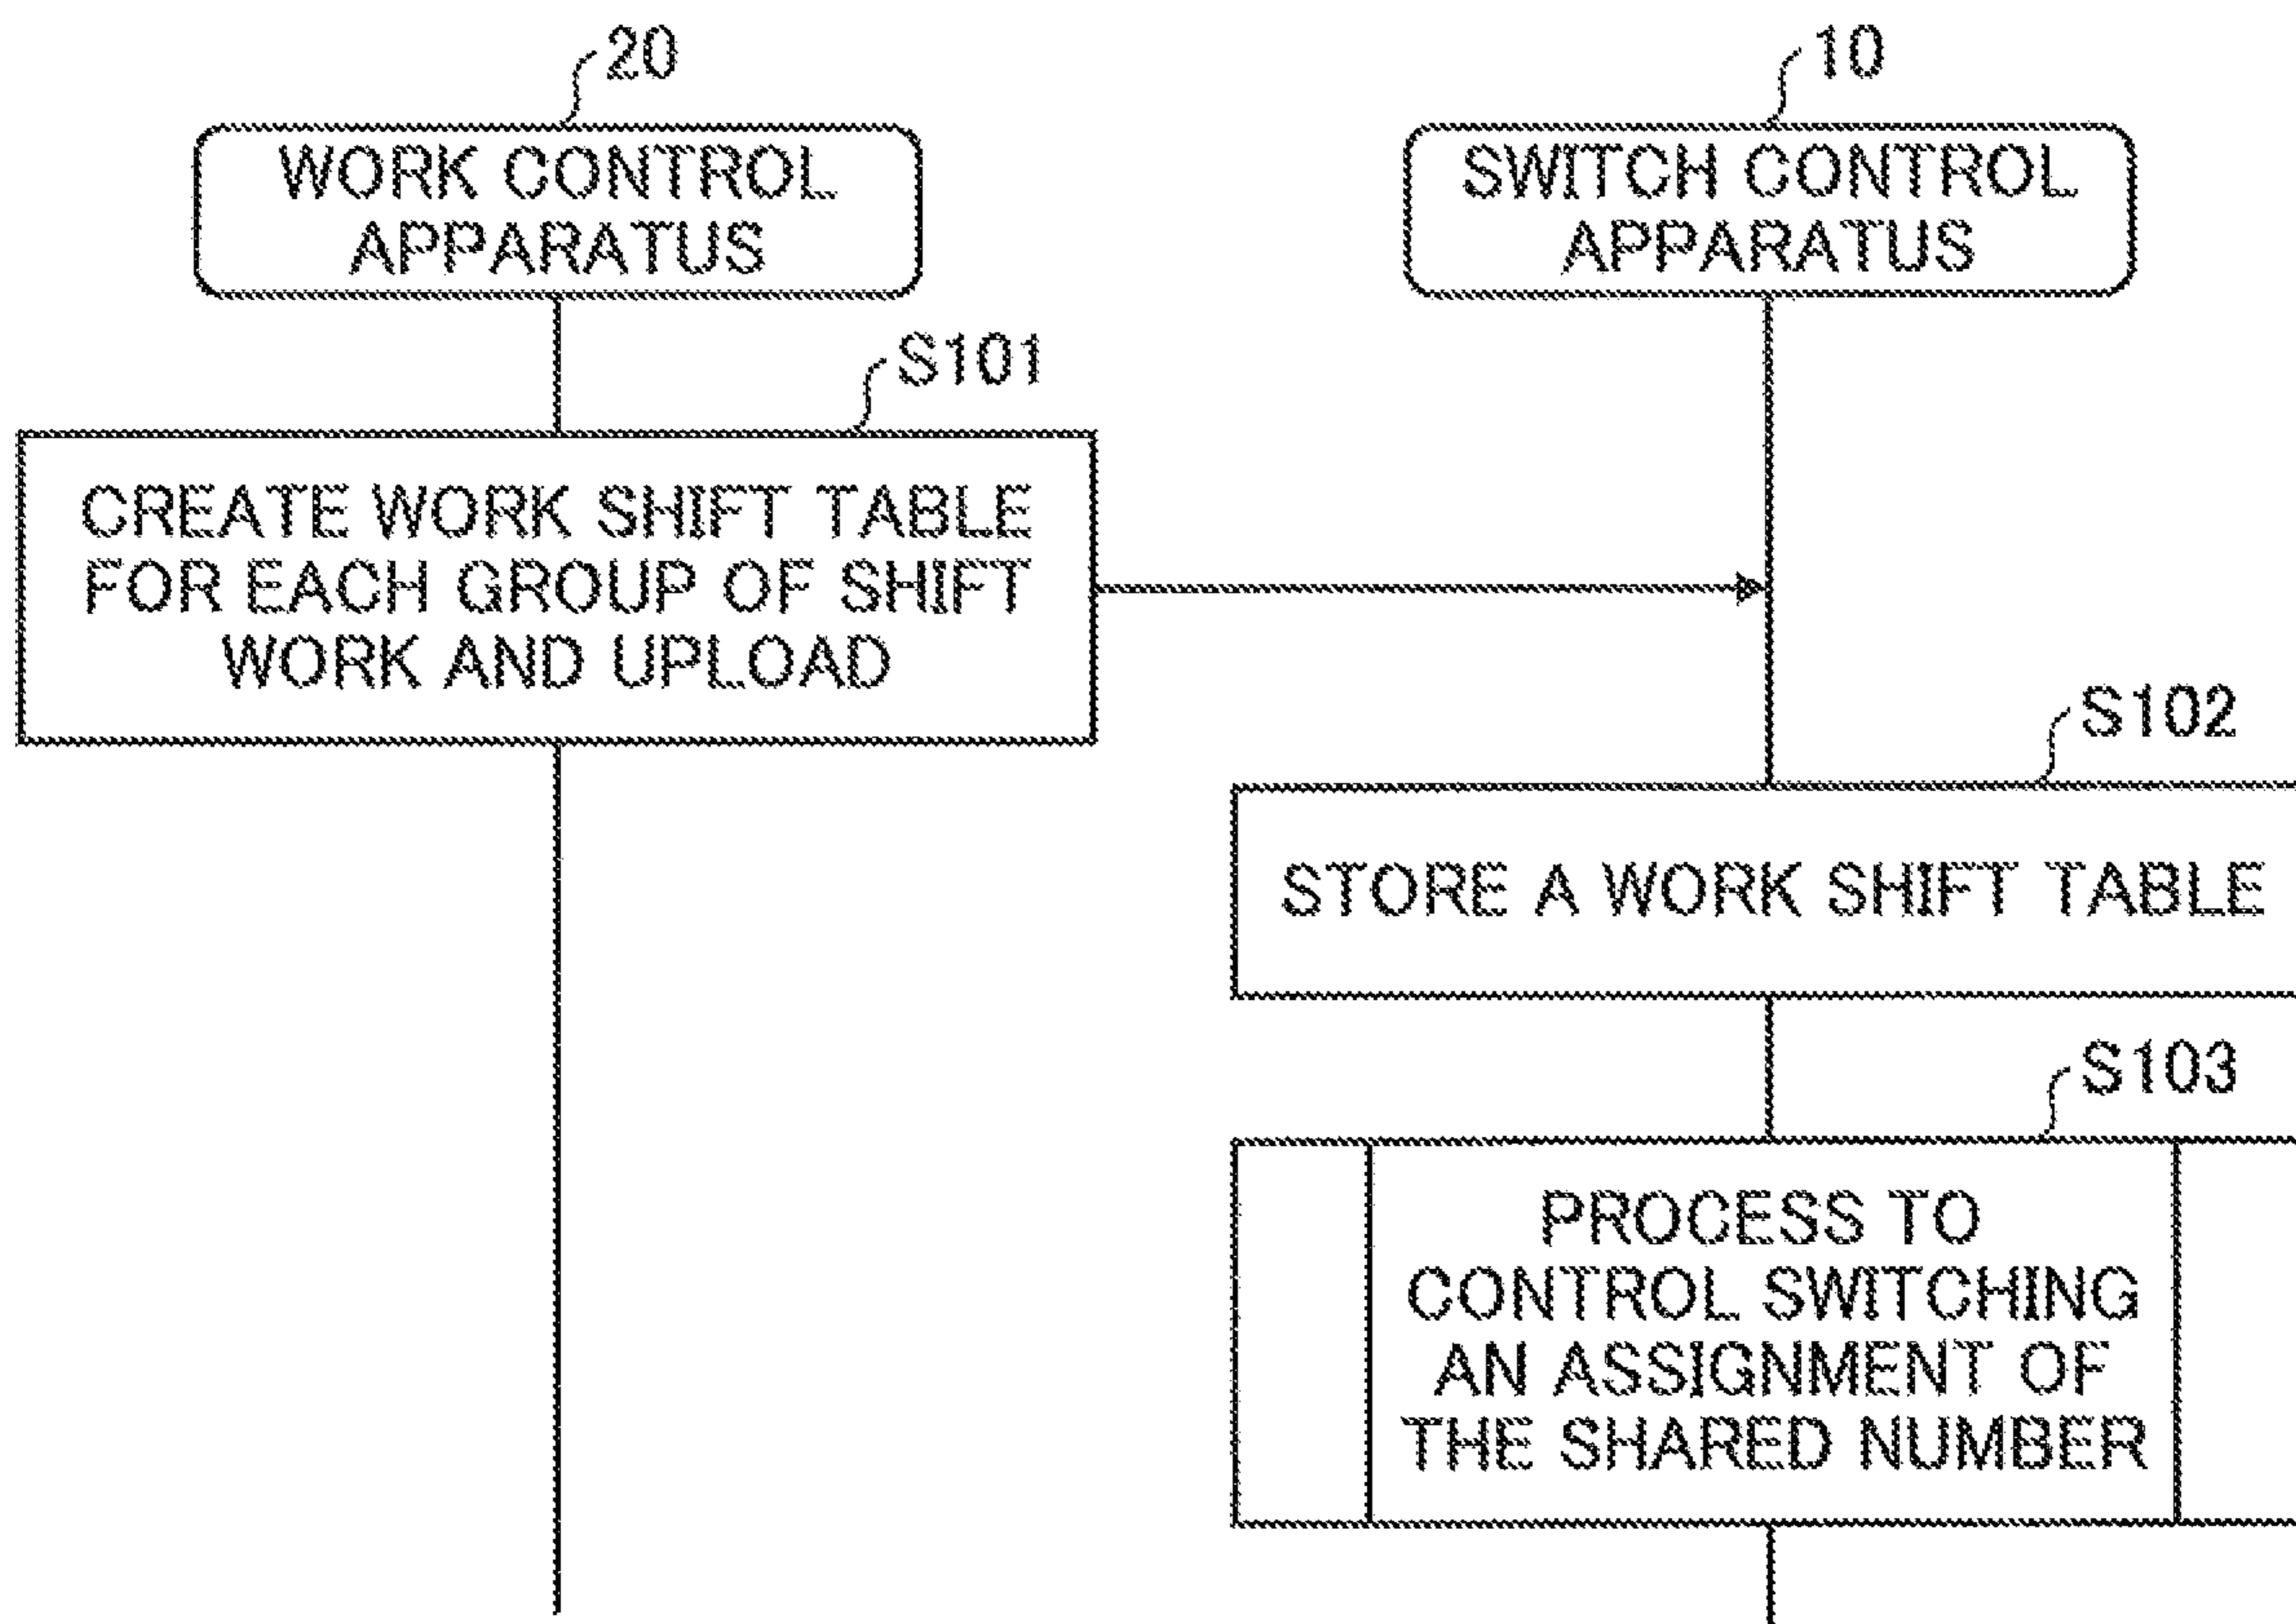 20
WORK CONTROL
APPARATUS
10
SWITCH CONTROL
APPARATUS
S101
CREATE WORK SHIFT TABLE
FOR EACH GROUP OF SHIFT
WORK AND UPLOAD
S102
STORE A WORK SHIFT TABLE
S103
PROCESS TO
CONTROL SWITCHING
AN ASSIGNMENT OF
THE SHARED NUMBER